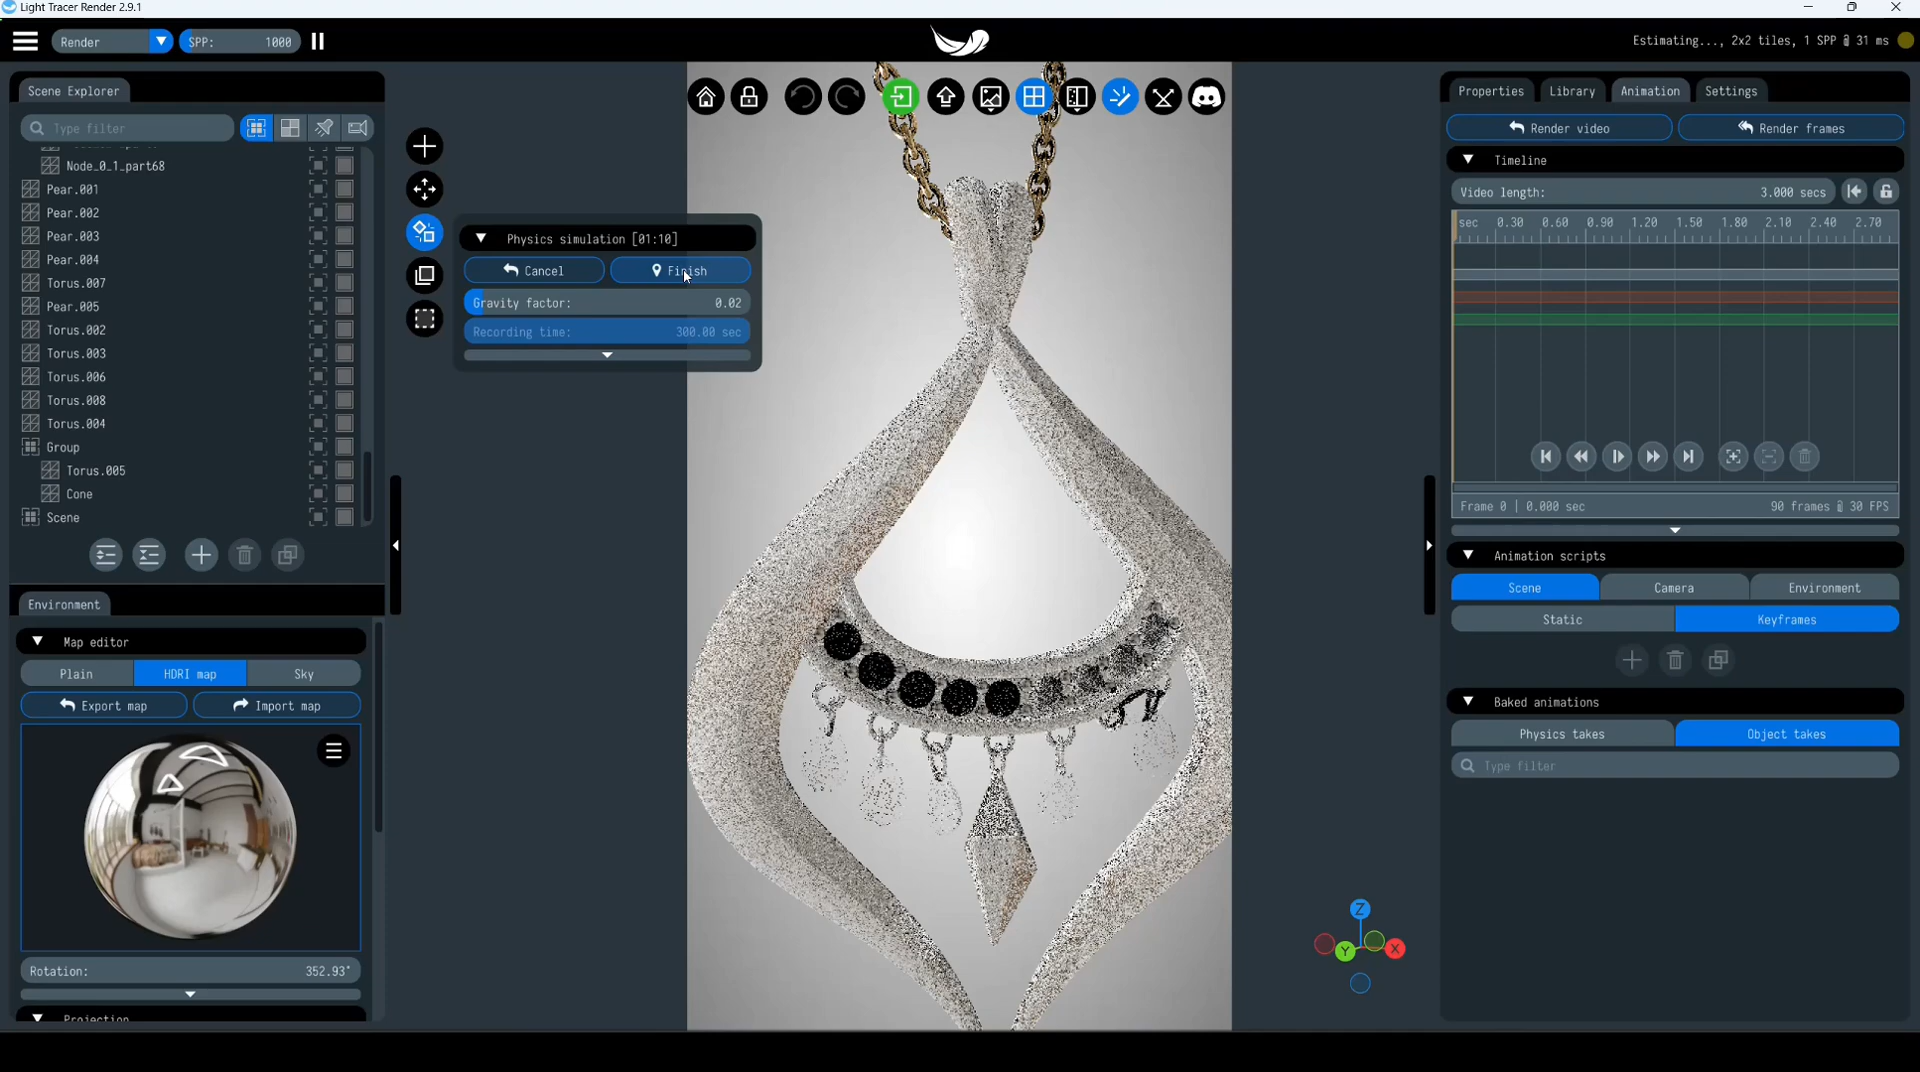 Light Tracer Render 2.9.1
Render
SPP: 1000
Estimating..., 2x2 tiles, 1 SPP @ 31 ms
Scene Explorer
Type filter
Node_0_1_part68
Pear.001
Pear.002
Pear.003
Pear.004
Torus.007
Pear.005
Torus.002
Torus.003
Torus.006
Torus.008
Torus.004
Group
Torus.005
Cone
Scene
Environment
Map editor
Plain HDRI map Sky
Export map Import map
Rotation: 352.93°
Projection
Physics simulation [01:10]
Cancel Finish
Gravity factor: 0.02
Recording time: 300.00 sec
Z
Y X
Properties Library Animation Settings
Render video Render frames
Timeline
Video length: 3.000 secs
sec 0.30 0.60 0.90 1.20 1.50 1.80 2.10 2.40 2.70
Frame 0 | 0.000 sec 90 frames @ 30 FPS
Animation scripts
Scene Camera Environment
Static Keyframes
Baked animations
Physics takes Object takes
Type filter